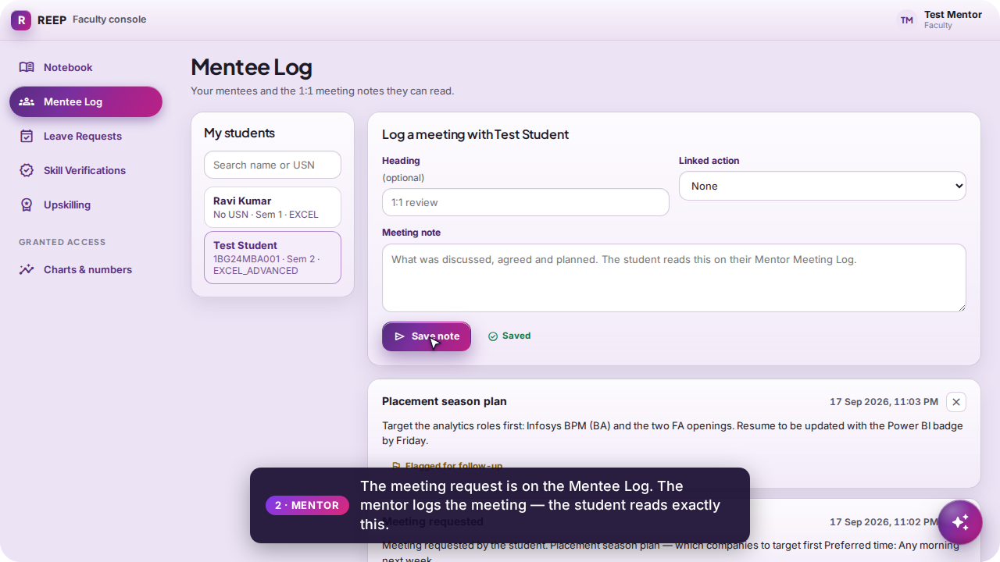 R REEP Faculty console
TM Test Mentor
Faculty
Notebook
Mentee Log
Leave Requests
Skill Verifications
Upskilling
GRANTED ACCESS
Charts & numbers
Mentee Log
Your mentees and the 1:1 meeting notes they can read.
My students
Search name or USN
Ravi Kumar
No USN · Sem 1 · EXCEL
Test Student
1BG24MBA001 · Sem 2 ·
EXCEL_ADVANCED
Log a meeting with Test Student
Heading
(optional)
1:1 review
Linked action
None
Meeting note
What was discussed, agreed and planned. The student reads this on their Mentor Meeting Log.
Save note
Saved
Placement season plan
17 Sep 2026, 11:03 PM
Target the analytics roles first: Infosys BPM (BA) and the two FA openings. Resume to be updated with the Power BI badge
by Friday.
Flagged for follow-up
2 · MENTOR
The meeting request is on the Mentee Log. The
mentor logs the meeting — the student reads exactly
this.
Meeting requested
17 Sep 2026, 11:02 PM
Meeting requested by the student. Placement season plan — which companies to target first Preferred time: Any morning
next week.